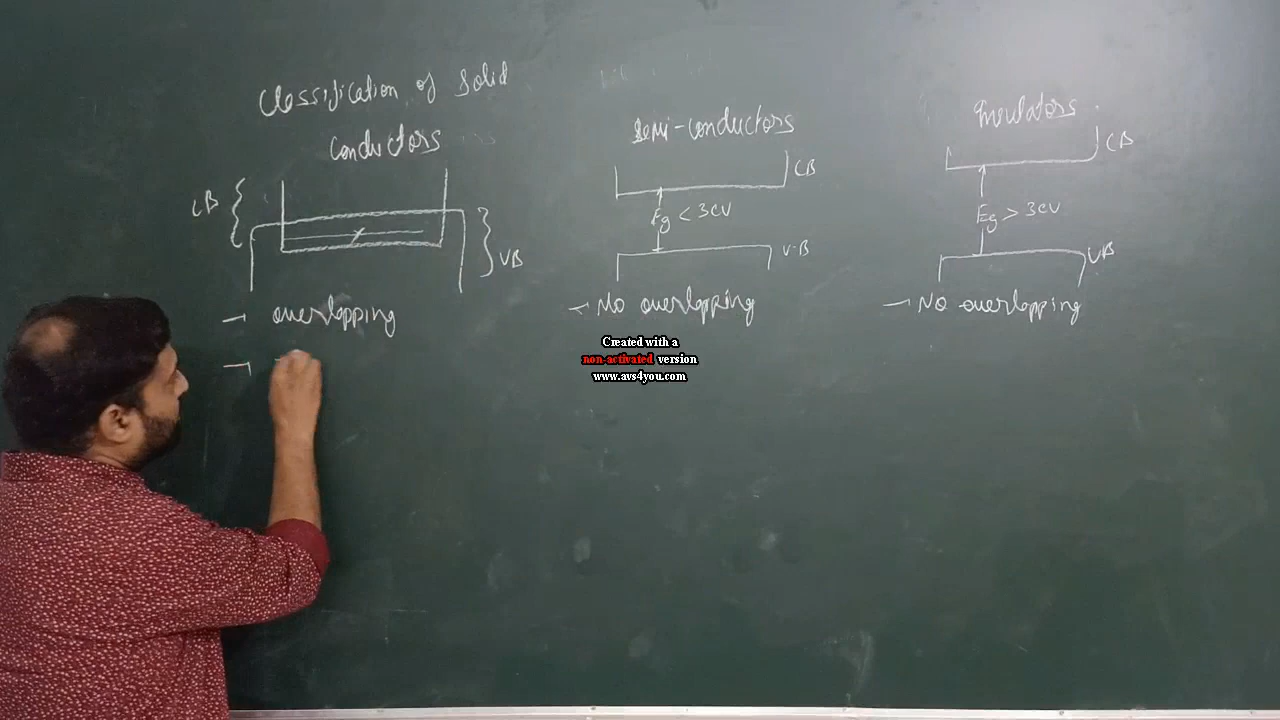 Classification of Solid
Conductors
CB
VB
→ overlapping
→
Semi-conductors
CB
Eg < 3eV
V-B
→ No overlapping
Insulators
CB
Eg > 3eV
VB
→ No overlapping
Created with a
non-activated version
www.avs4you.com